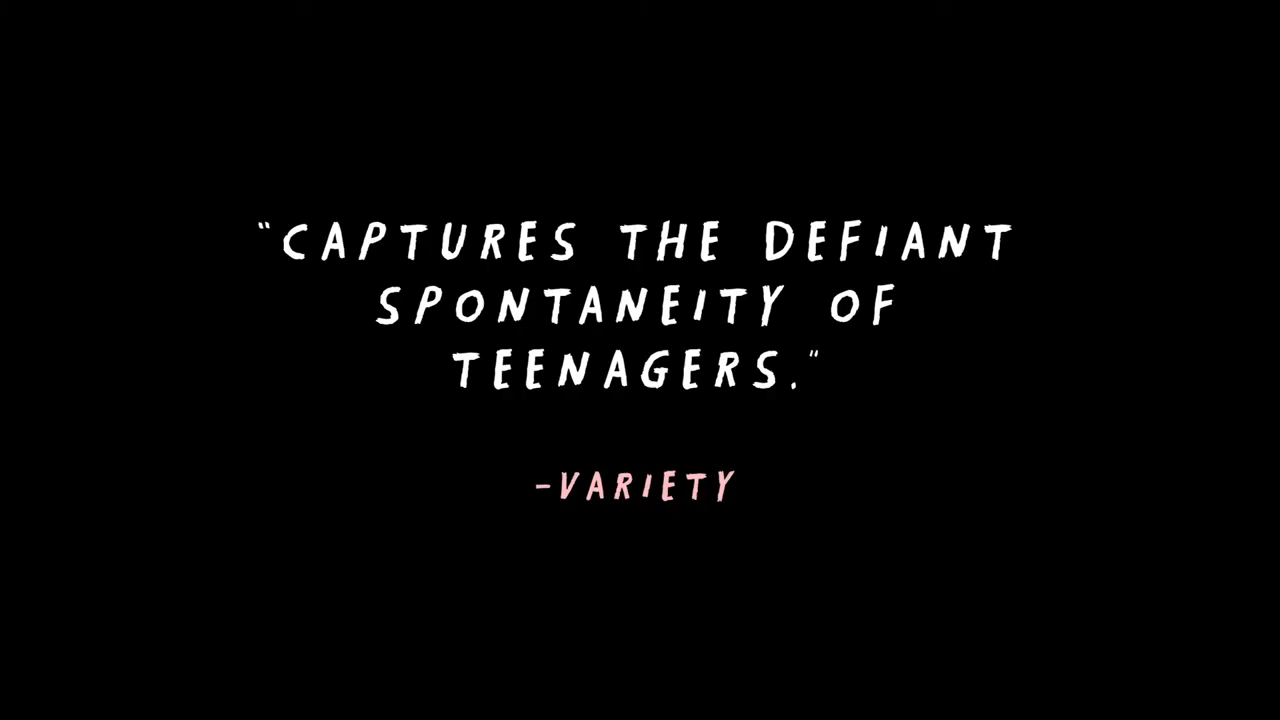 "CAPTURES THE DEFIANT
SPONTANEITY OF
TEENAGERS."
-VARIETY